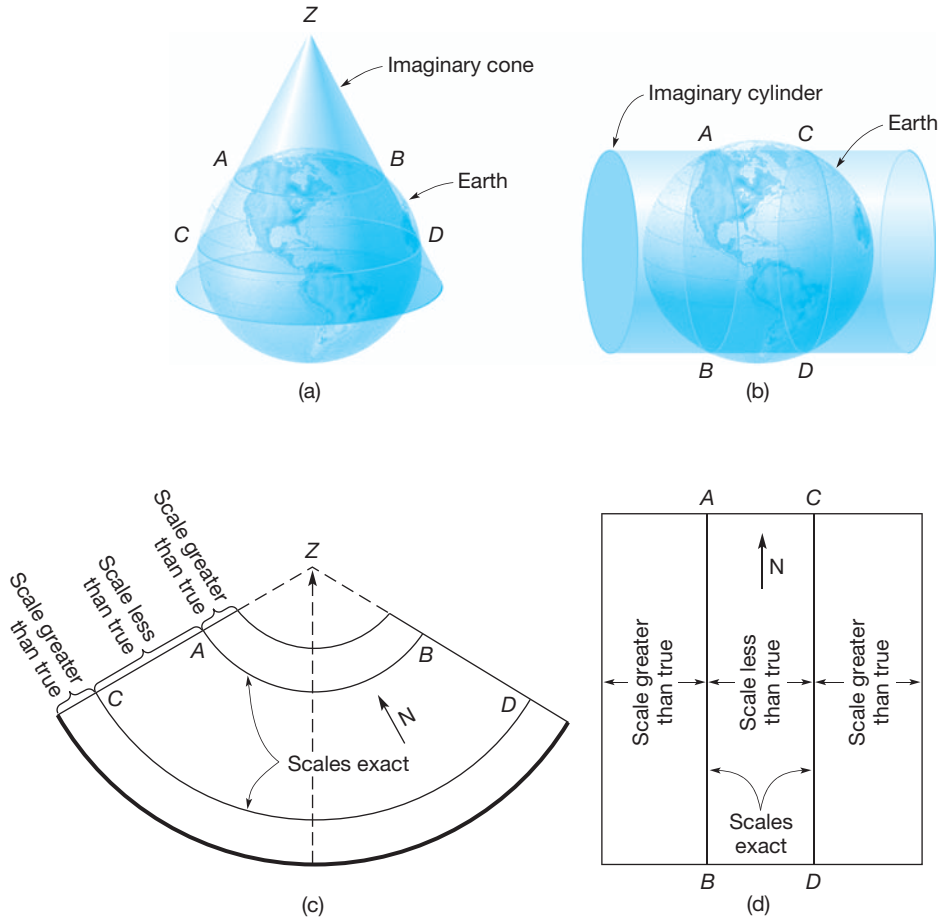 Z
Imaginary cone
A
B
Earth
C
D
(a)
Imaginary cylinder
A
C
Earth
B
D
(b)
Scale greater
than true
Scale less
than true
Scale greater
than true
Z
A
B
C
D
N
Scales exact
(c)
A
C
N
Scale greater
than true
Scale less
than true
Scale greater
than true
Scales
exact
B
D
(d)